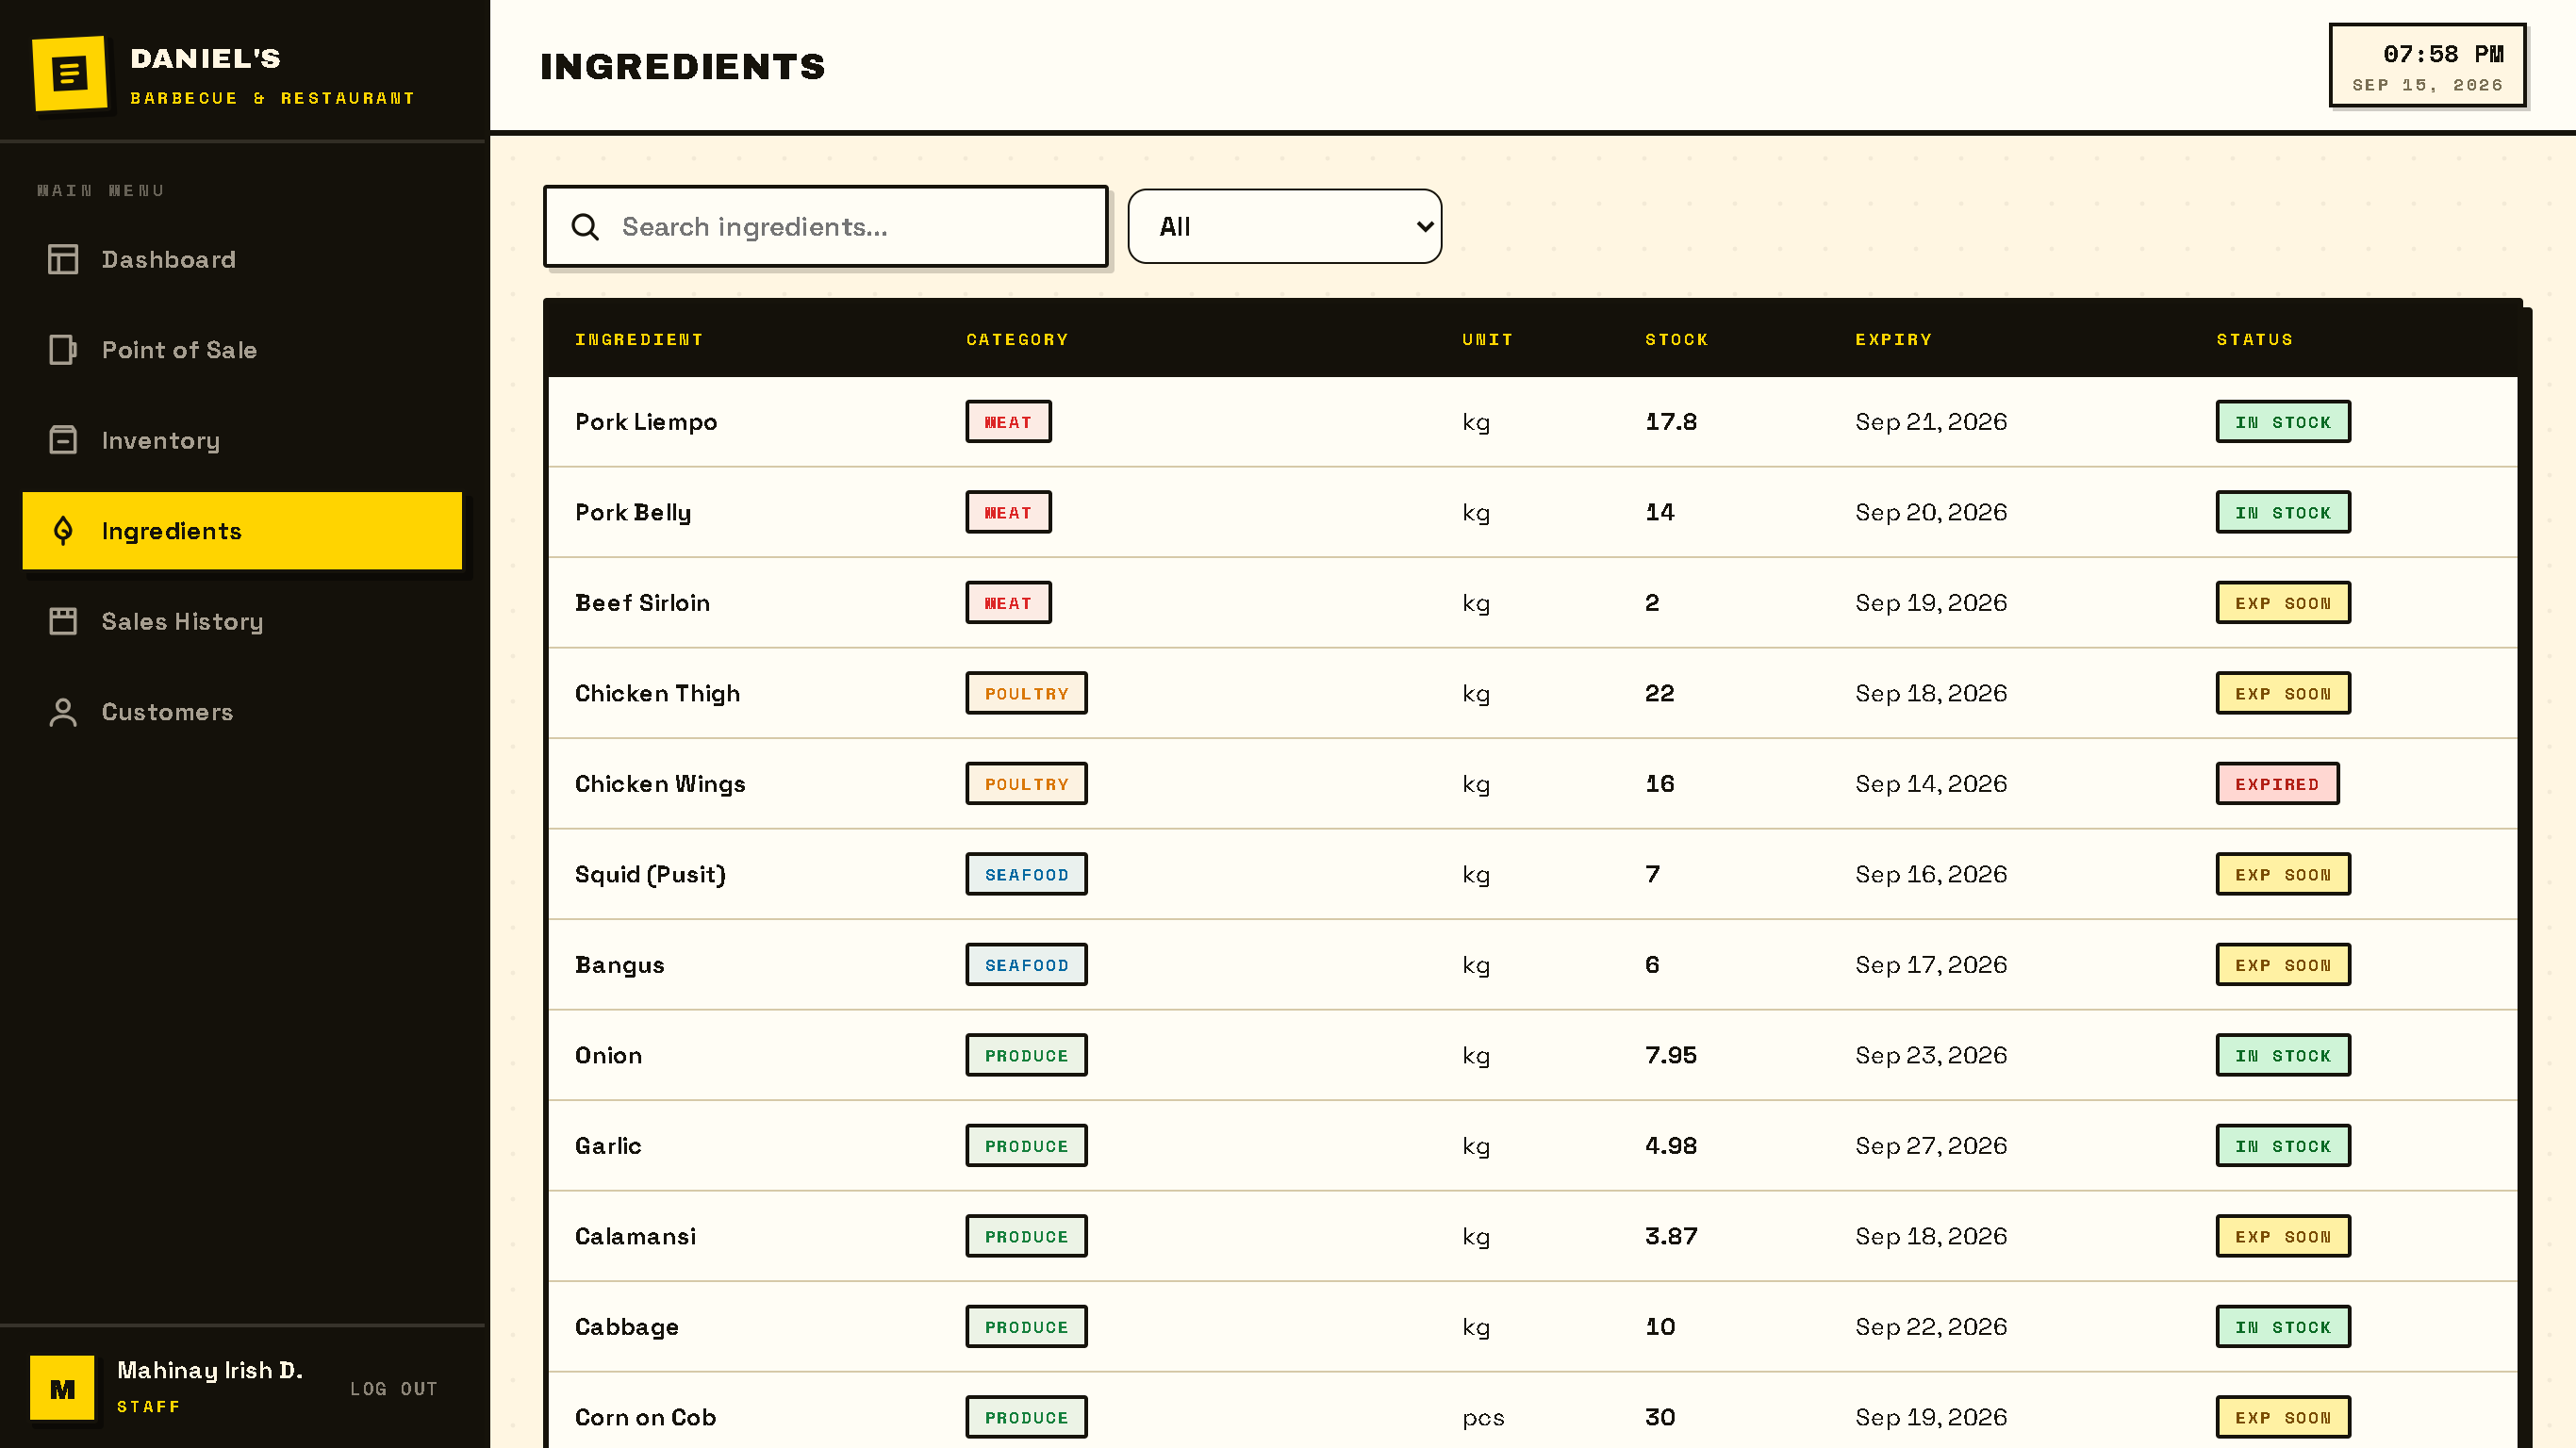 DANIEL'S
BARBECUE & RESTAURANT
MAIN MENU
Dashboard
Point of Sale
Inventory
Ingredients
Sales History
Customers
M
Mahinay Irish D.
STAFF
LOG OUT
INGREDIENTS
07:58 PM
SEP 15, 2026
Search ingredients...
All
INGREDIENT CATEGORY UNIT STOCK EXPIRY STATUS
Pork Liempo MEAT kg 17.8 Sep 21, 2026 IN STOCK
Pork Belly MEAT kg 14 Sep 20, 2026 IN STOCK
Beef Sirloin MEAT kg 2 Sep 19, 2026 EXP SOON
Chicken Thigh POULTRY kg 22 Sep 18, 2026 EXP SOON
Chicken Wings POULTRY kg 16 Sep 14, 2026 EXPIRED
Squid (Pusit) SEAFOOD kg 7 Sep 16, 2026 EXP SOON
Bangus SEAFOOD kg 6 Sep 17, 2026 EXP SOON
Onion PRODUCE kg 7.95 Sep 23, 2026 IN STOCK
Garlic PRODUCE kg 4.98 Sep 27, 2026 IN STOCK
Calamansi PRODUCE kg 3.87 Sep 18, 2026 EXP SOON
Cabbage PRODUCE kg 10 Sep 22, 2026 IN STOCK
Corn on Cob PRODUCE pcs 30 Sep 19, 2026 EXP SOON